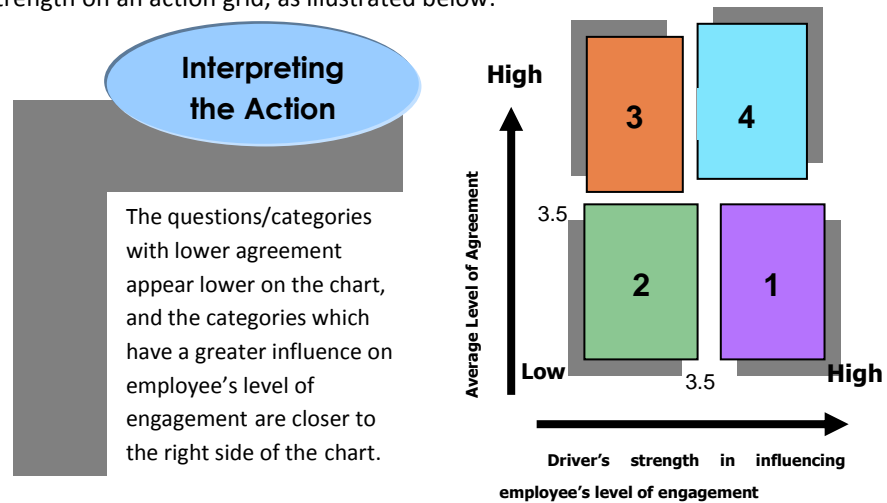 strength on an action grid, as illustrated below:
Interpreting
the Action
The questions/categories
with lower agreement
appear lower on the chart,
and the categories which
have a greater influence on
employee's level of
engagement are closer to
the right side of the chart.
High
Average Level of Agreement
3
4
3.5
2
1
Low
3.5
High
Driver's strength in influencing
employee's level of engagement